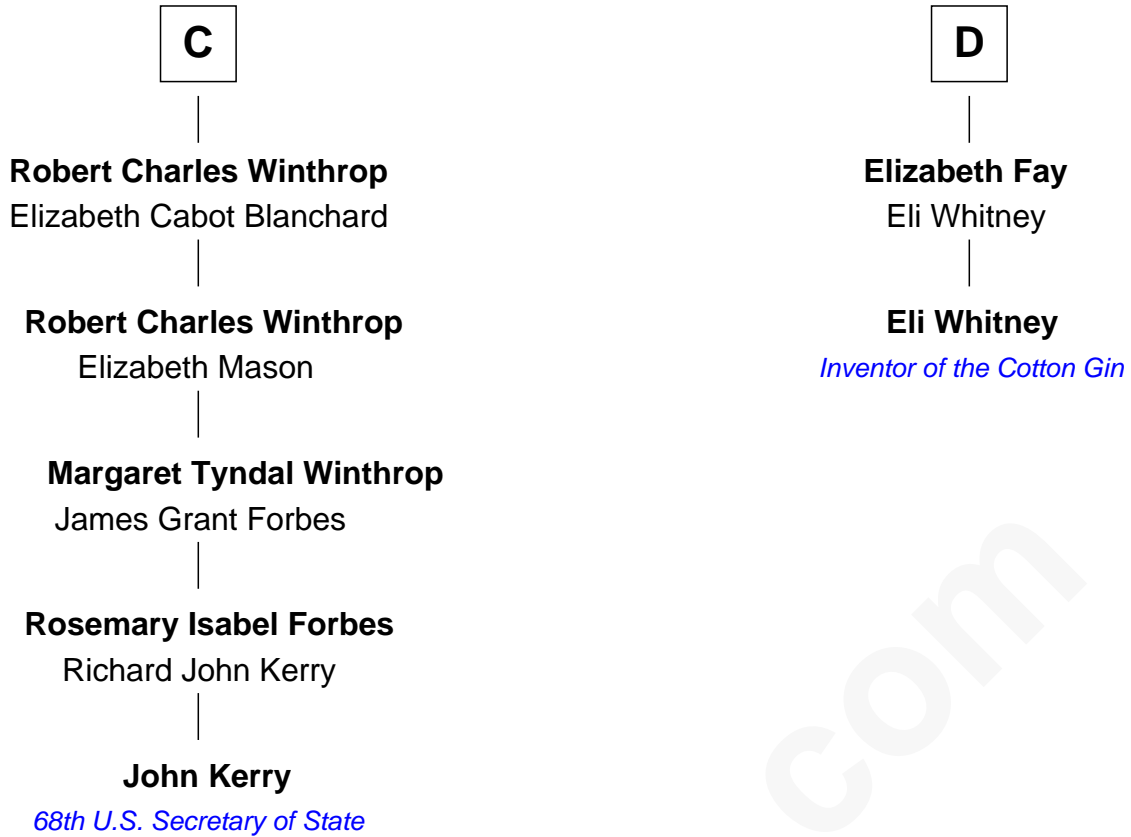 C
Robert Charles Winthrop
Elizabeth Cabot Blanchard
Robert Charles Winthrop
Elizabeth Mason
Margaret Tyndal Winthrop
James Grant Forbes
Rosemary Isabel Forbes
Richard John Kerry
John Kerry
68th U.S. Secretary of State
D
Elizabeth Fay
Eli Whitney
Eli Whitney
Inventor of the Cotton Gin
com